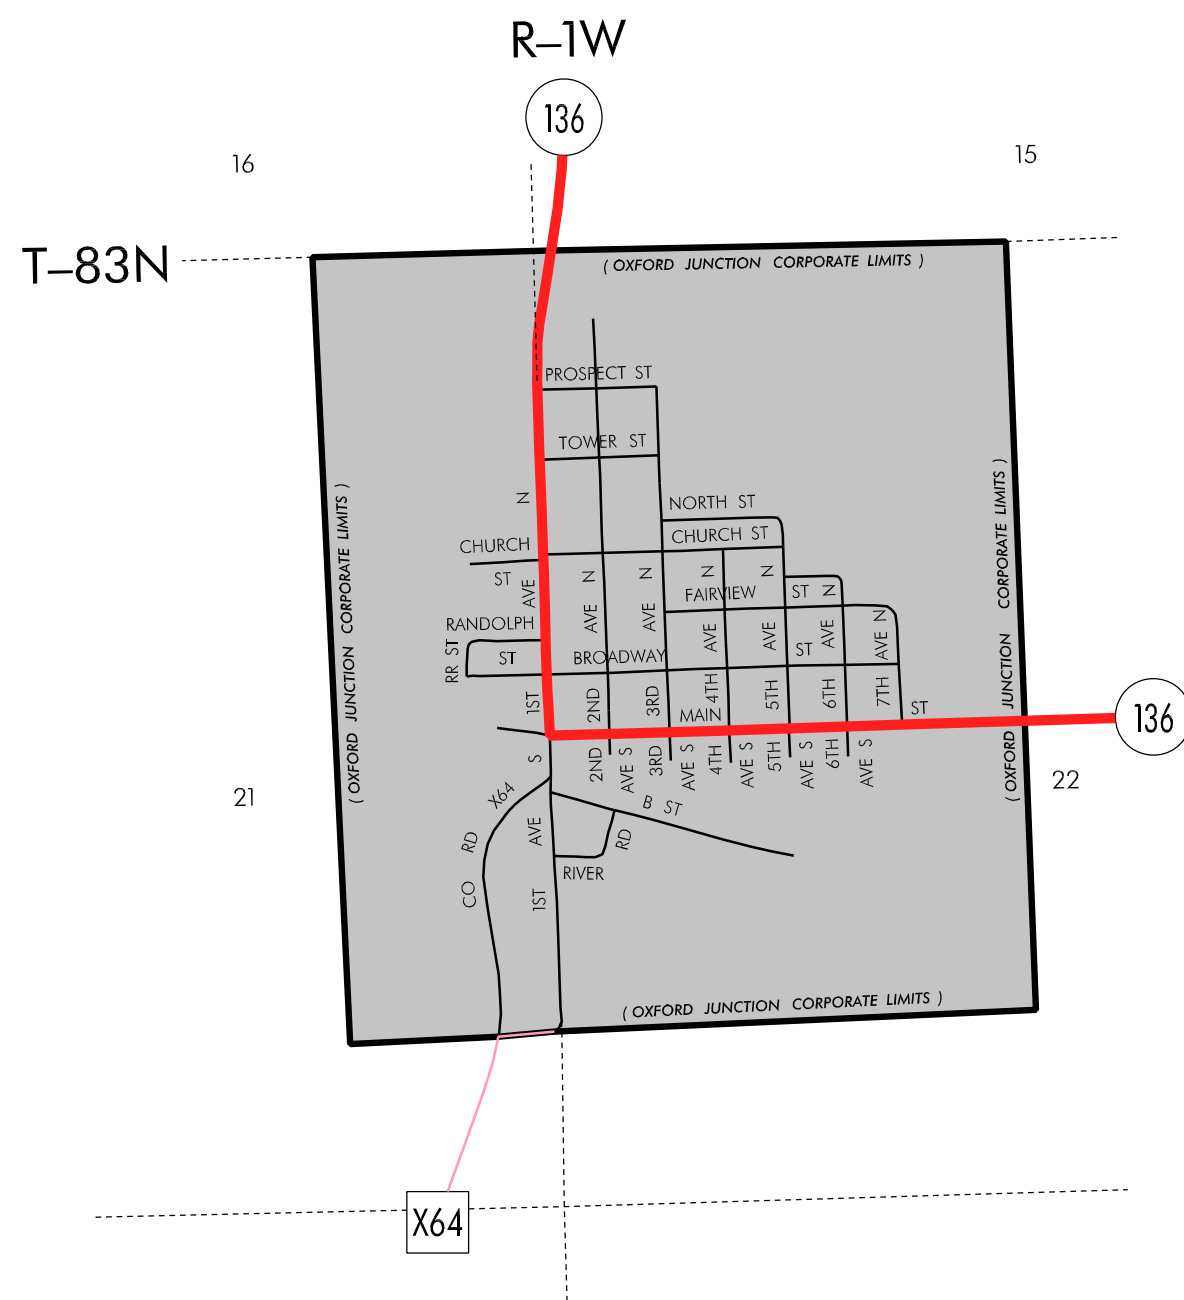 R–1W
136
16
15
T–83N
( OXFORD JUNCTION CORPORATE LIMITS )
PROSPECT ST
TOWER ST
N
NORTH ST
CHURCH ST
CHURCH
ST
AVE
N
N
N
N
FAIRVIEW ST
N
AVE
AVE
AVE
AVE
AVE
AVE N
RANDOLPH
ST
RR ST
BROADWAY ST
1ST
2ND
3RD
4TH
5TH
6TH
7TH
MAIN ST
136
( OXFORD JUNCTION CORPORATE LIMITS )
( OXFORD JUNCTION CORPORATE LIMITS )
S
2ND
AVE S
3RD
AVE S
4TH
AVE S
5TH
AVE S
6TH
AVE S
21
22
X64
B ST
RD
AVE
RD
RIVER
CO
1ST
( OXFORD JUNCTION CORPORATE LIMITS )
X64